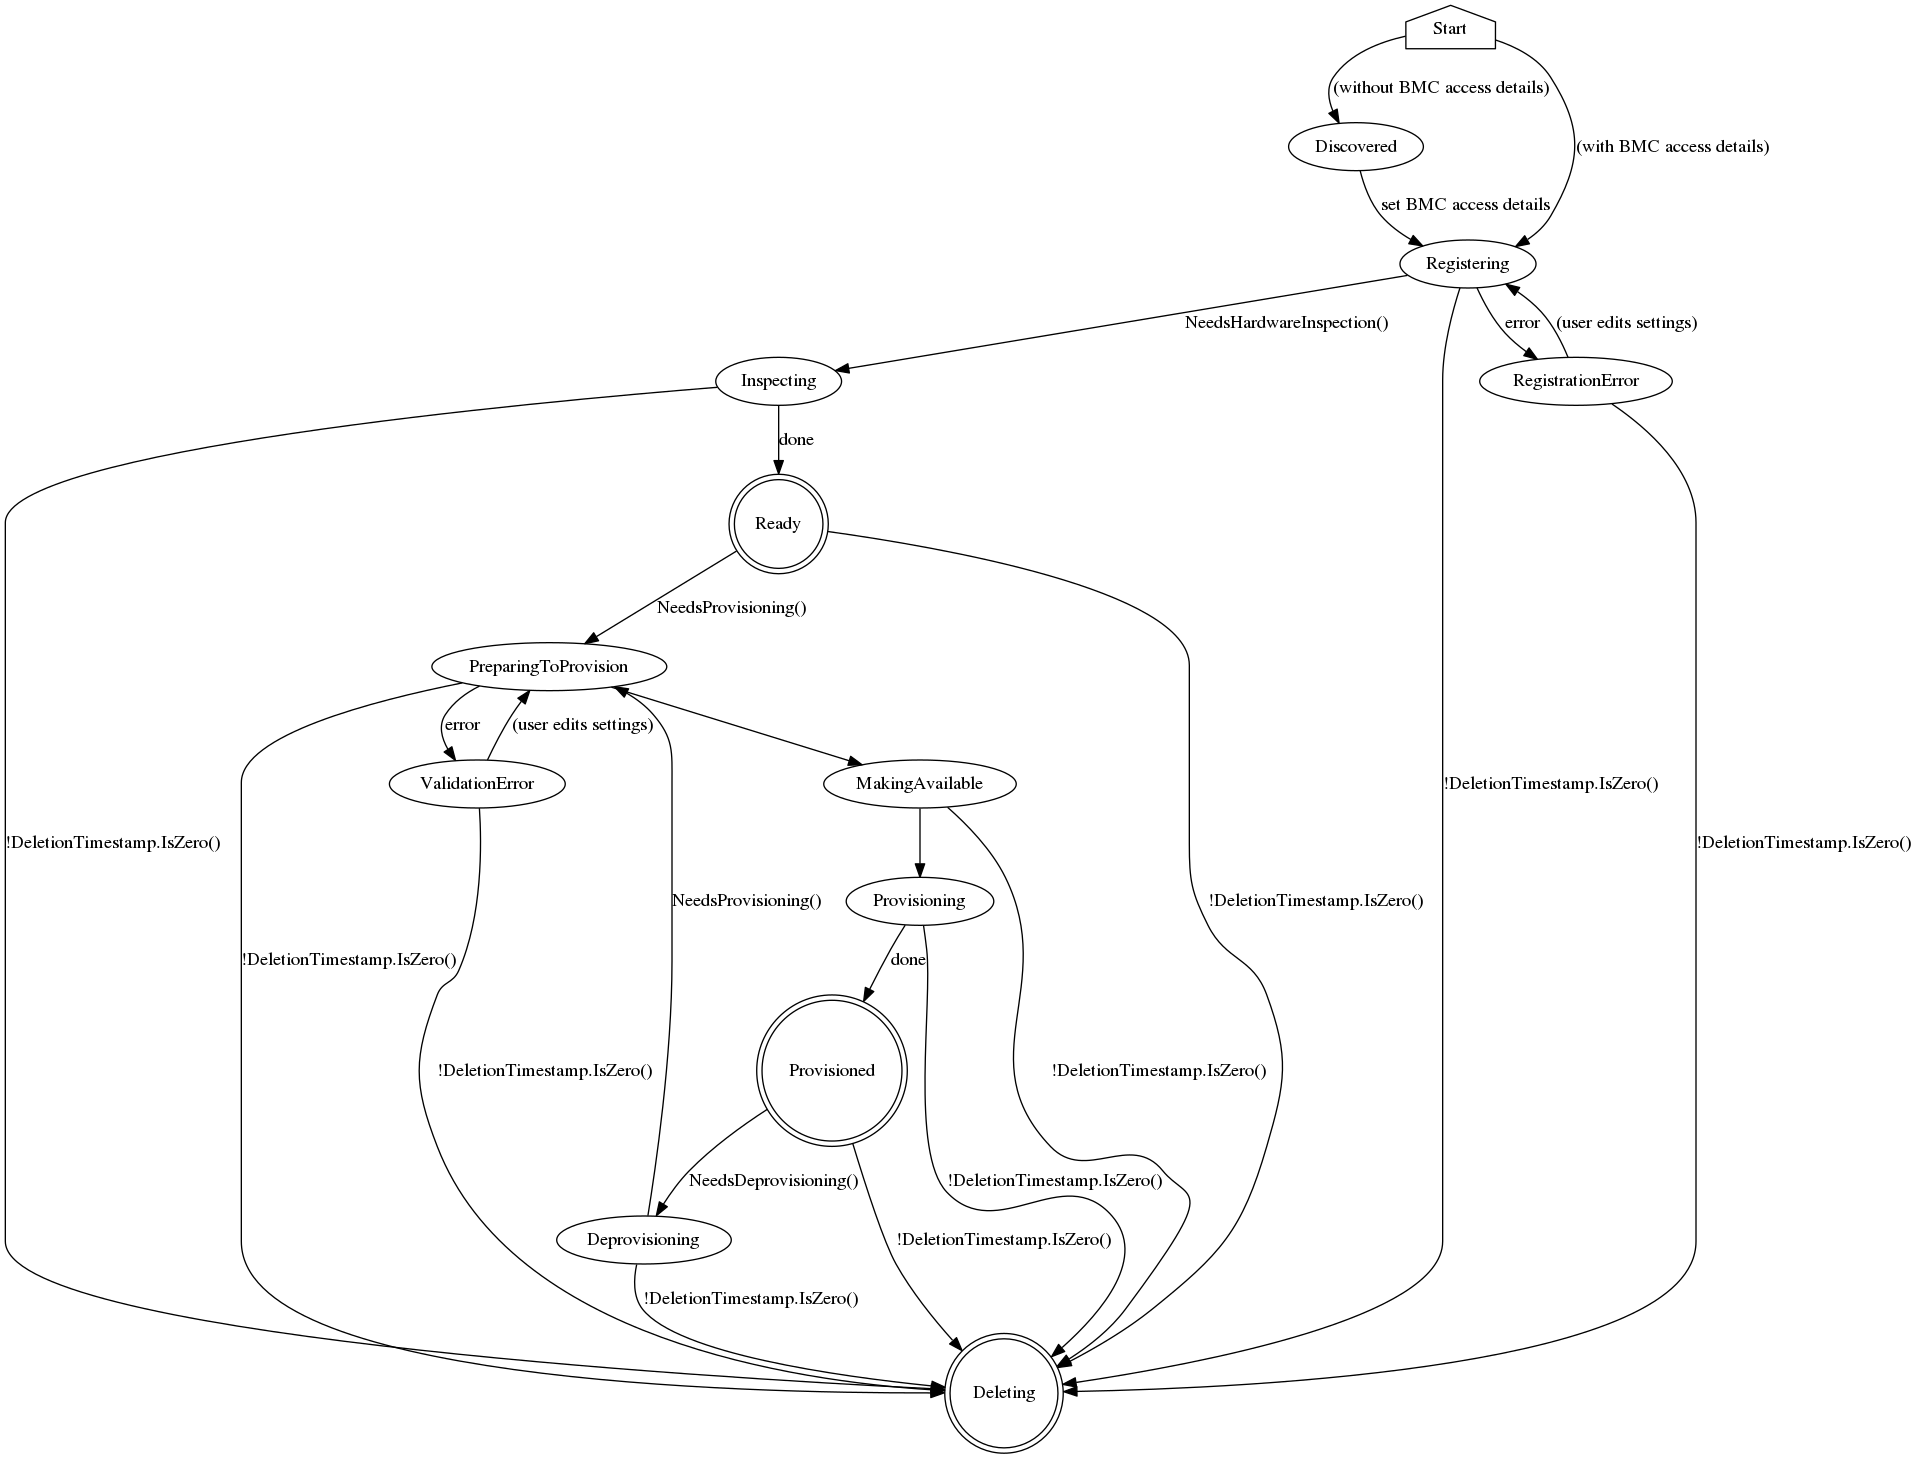 Start
(without BMC access details)
Discovered
(with BMC access details)
set BMC access details
Registering
NeedsHardwareInspection()
error
(user edits settings)
Inspecting
RegistrationError
done
Ready
NeedsProvisioning()
PreparingToProvision
error
(user edits settings)
ValidationError
MakingAvailable
!DeletionTimestamp.IsZero()
!DeletionTimestamp.IsZero()
!DeletionTimestamp.IsZero()
NeedsProvisioning()
Provisioning
!DeletionTimestamp.IsZero()
!DeletionTimestamp.IsZero()
done
!DeletionTimestamp.IsZero()
Provisioned
!DeletionTimestamp.IsZero()
NeedsDeprovisioning()
!DeletionTimestamp.IsZero()
Deprovisioning
!DeletionTimestamp.IsZero()
!DeletionTimestamp.IsZero()
Deleting